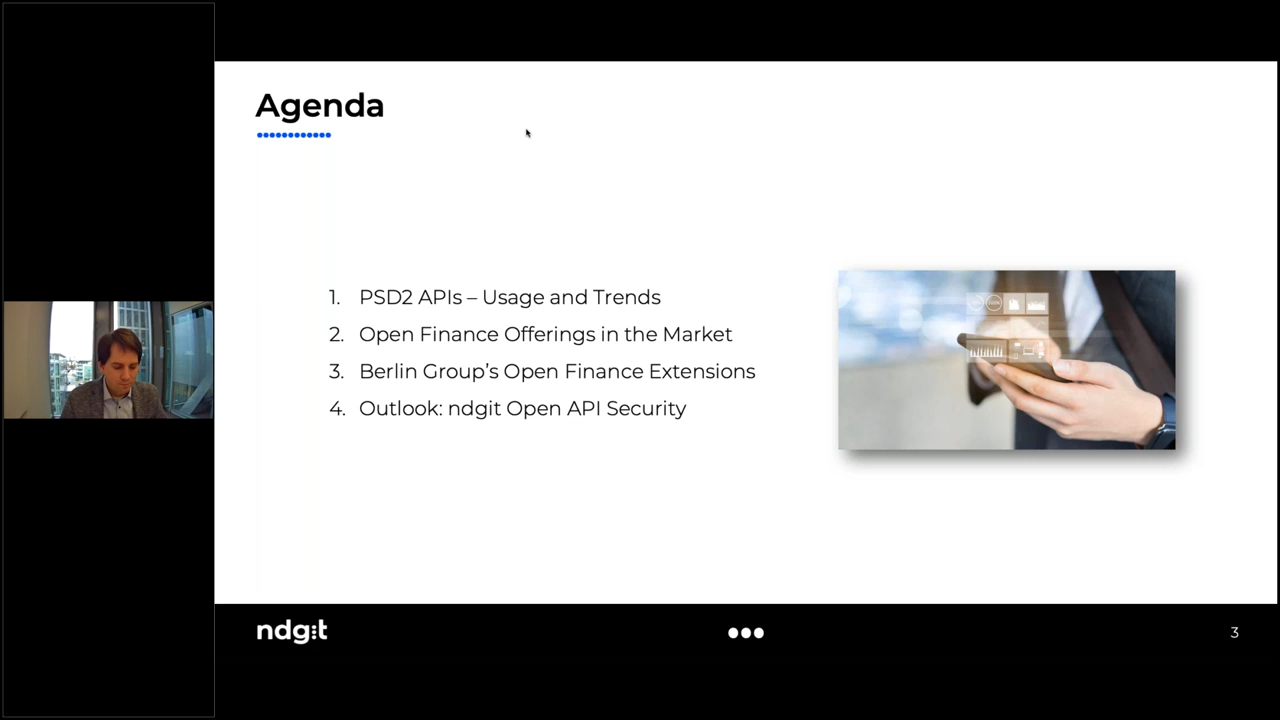 Agenda
1. PSD2 APIs – Usage and Trends
2. Open Finance Offerings in the Market
3. Berlin Group’s Open Finance Extensions
4. Outlook: ndgit Open API Security
ndgit
3